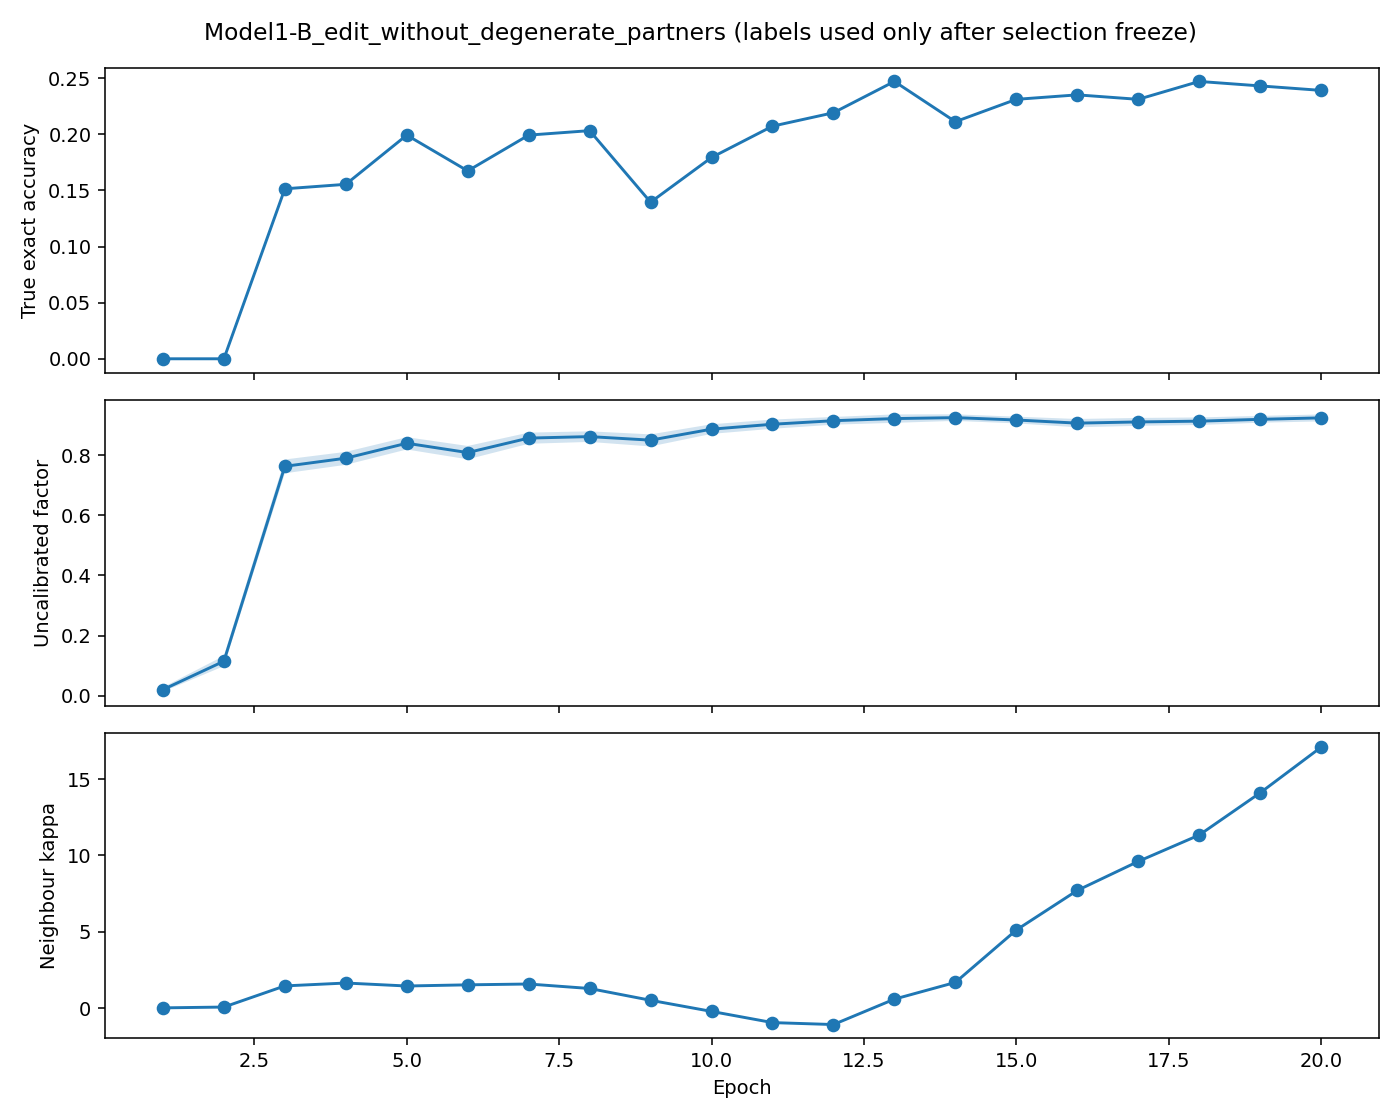 Model1-B_edit_without_degenerate_partners (labels used only after selection freeze)
True exact accuracy
0.25
0.20
0.15
0.10
0.05
0.00
Uncalibrated factor
0.8
0.6
0.4
0.2
0.0
Neighbour kappa
15
10
5
0
2.5 5.0 7.5 10.0 12.5 15.0 17.5 20.0
Epoch